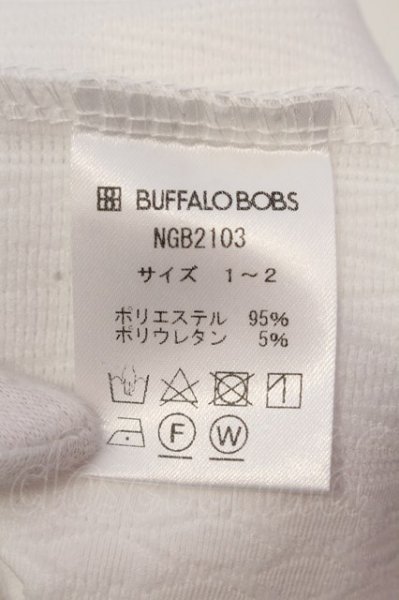 BUFFALO BOBS
NGB2103
サイズ 1～2
ポリエステル 95%
ポリウレタン 5%
F W